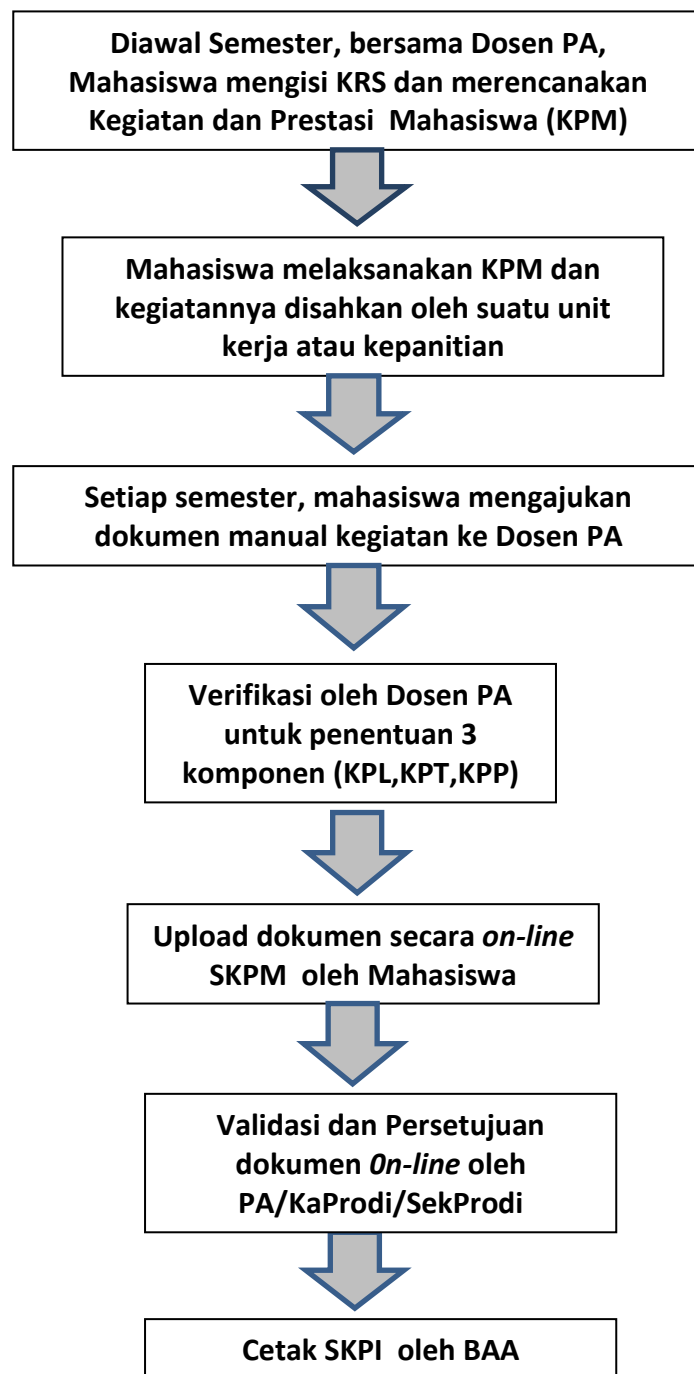 Diawal Semester, bersama Dosen PA,
Mahasiswa mengisi KRS dan merencanakan
Kegiatan dan Prestasi Mahasiswa (KPM)
Mahasiswa melaksanakan KPM dan
kegiatannya disahkan oleh suatu unit
kerja atau kepanitian
Setiap semester, mahasiswa mengajukan
dokumen manual kegiatan ke Dosen PA
Verifikasi oleh Dosen PA
untuk penentuan 3
komponen (KPL,KPT,KPP)
Upload dokumen secara on-line
SKPM oleh Mahasiswa
Validasi dan Persetujuan
dokumen 0n-line oleh
PA/KaProdi/SekProdi
Cetak SKPI oleh BAA